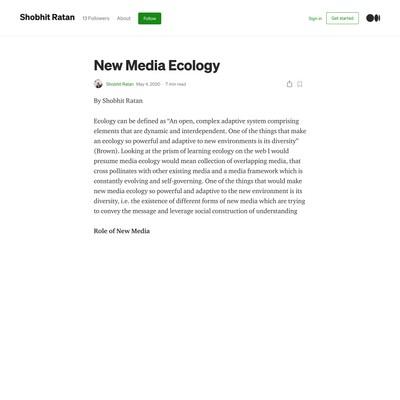 Shobhit Ratan
13 Followers
About
Follow
Sign in
Get started
New Media Ecology
Shobhit Ratan May 4, 2020 · 7 min read
By Shobhit Ratan
Ecology can be defined as “An open, complex adaptive system comprising
elements that are dynamic and interdependent. One of the things that make
an ecology so powerful and adaptive to new environments is its diversity”
(Brown). Looking at the prism of learning ecology on the web I would
presume media ecology would mean collection of overlapping media, that
cross pollinates with other existing media and a media framework which is
constantly evolving and self-governing. One of the things that would make
new media ecology so powerful and adaptive to the new environment is its
diversity, i.e. the existence of different forms of new media which are trying
to convey the message and leverage social construction of understanding
Role of New Media